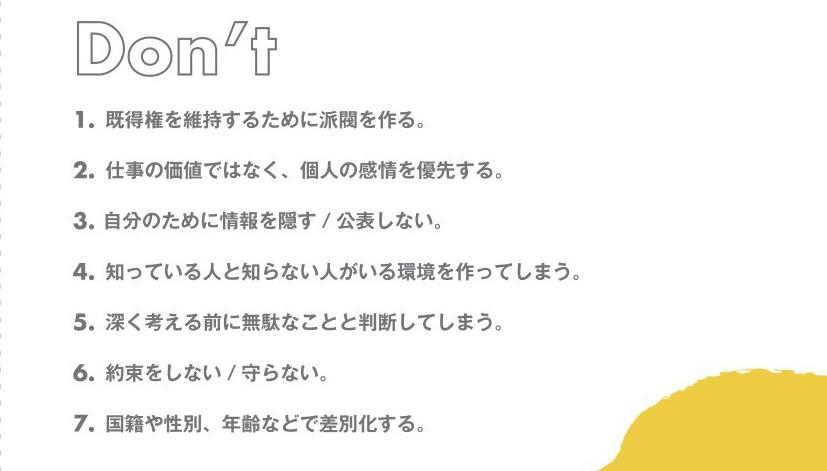 Don't
1. 既得権を維持するために派閥を作る。
2. 仕事の価値ではなく、個人の感情を優先する。
3. 自分のために情報を隠す / 公表しない。
4. 知っている人と知らない人がいる環境を作ってしまう。
5. 深く考える前に無駄なことと判断してしまう。
6. 約束をしない / 守らない。
7. 国籍や性別、年齢などで差別化する。